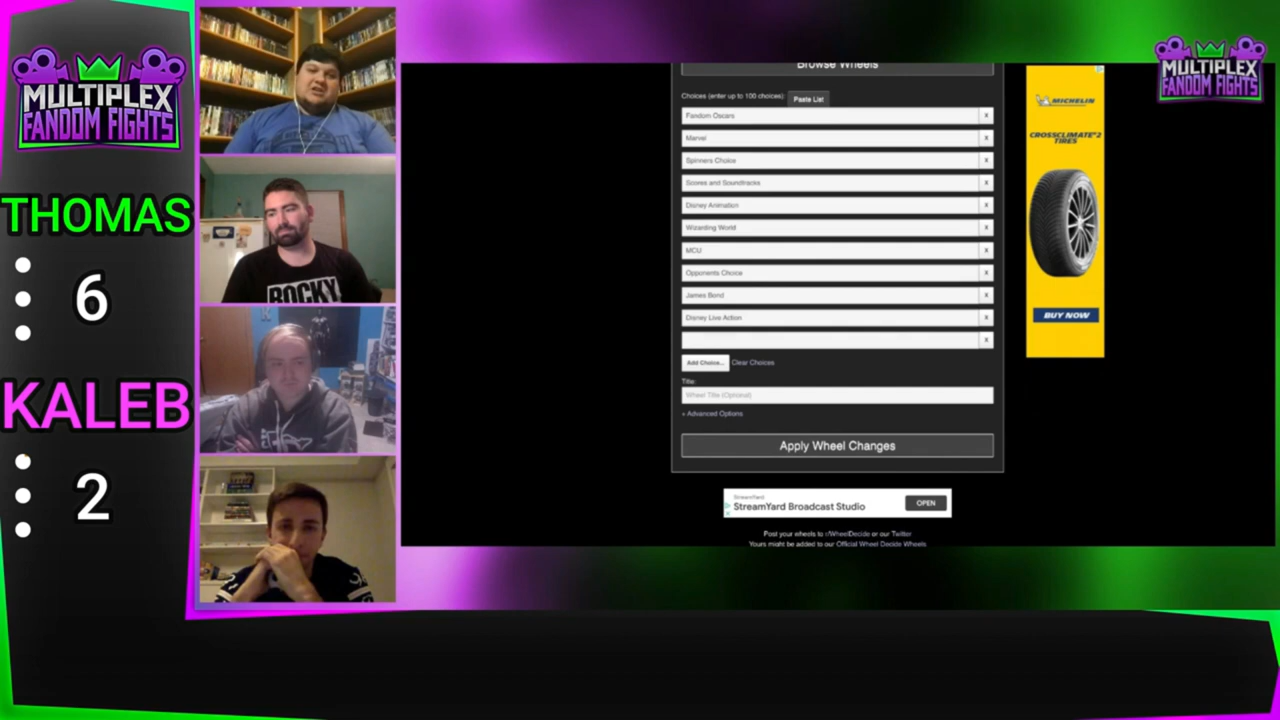 MULTIPLEX
FANDOM FIGHTS
THOMAS
6
KALEB
2
ROCKY
Browse Wheels
Choices (enter up to 100 choices):
Paste List
Fandom Oscars
X
Marvel
X
Spinners Choice
X
Scores and Soundtracks
X
Disney Animation
X
Wizarding World
X
MCU
X
Opponents Choice
X
James Bond
X
Disney Live Action
X
X
Add Choice...
Clear Choices
Title:
Wheel Title (Optional)
+ Advanced Options
Apply Wheel Changes
StreamYard
StreamYard Broadcast Studio
OPEN
Post your wheels to r/WheelDecide or our Twitter
Yours might be added to our Official Wheel Decide Wheels
MICHELIN
CROSSCLIMATE²2
TIRES
BUY NOW
MULTIPLEX
FANDOM FIGHTS